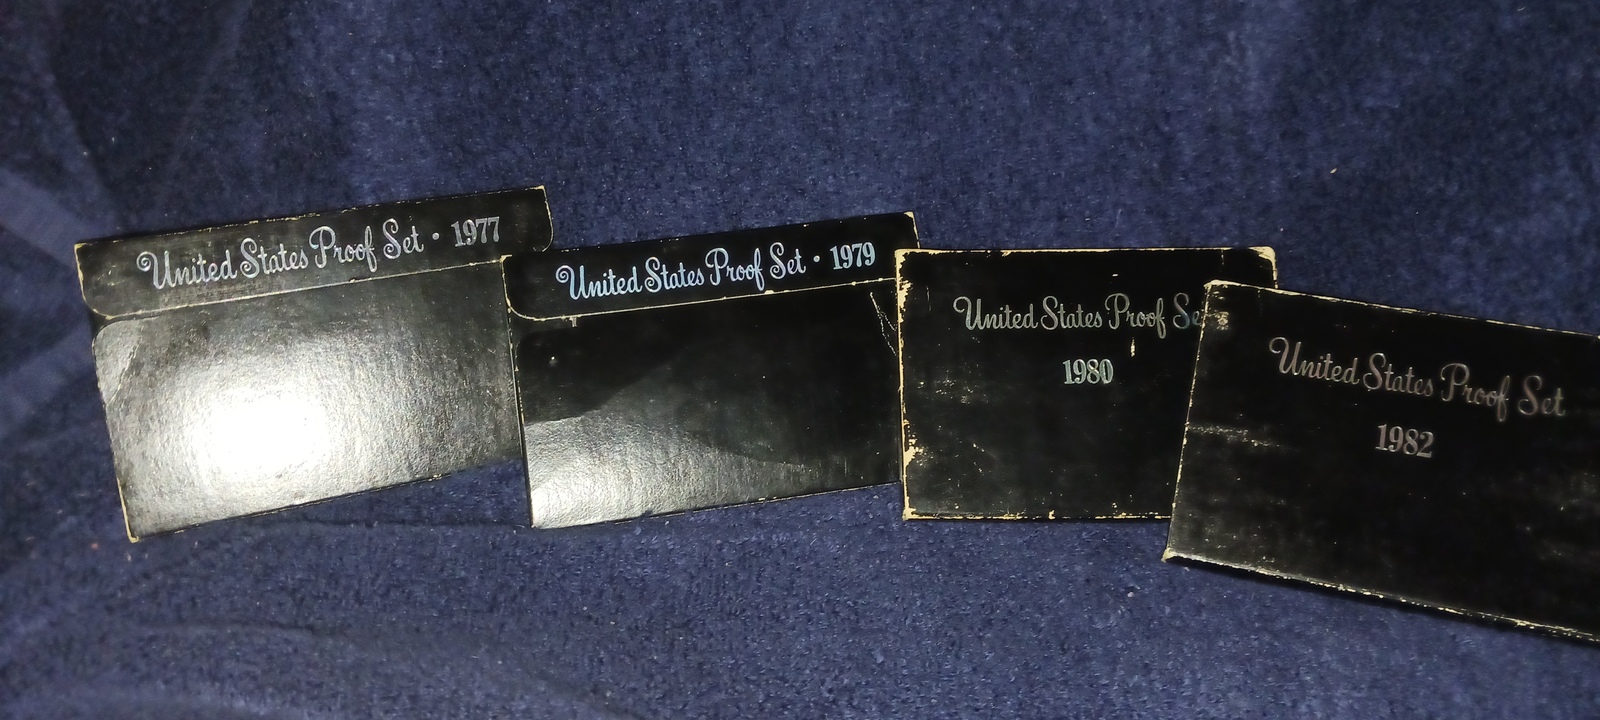 United States Proof Set • 1977
United States Proof Set • 1979
United States Proof Se
1980
United States Proof Set
1982